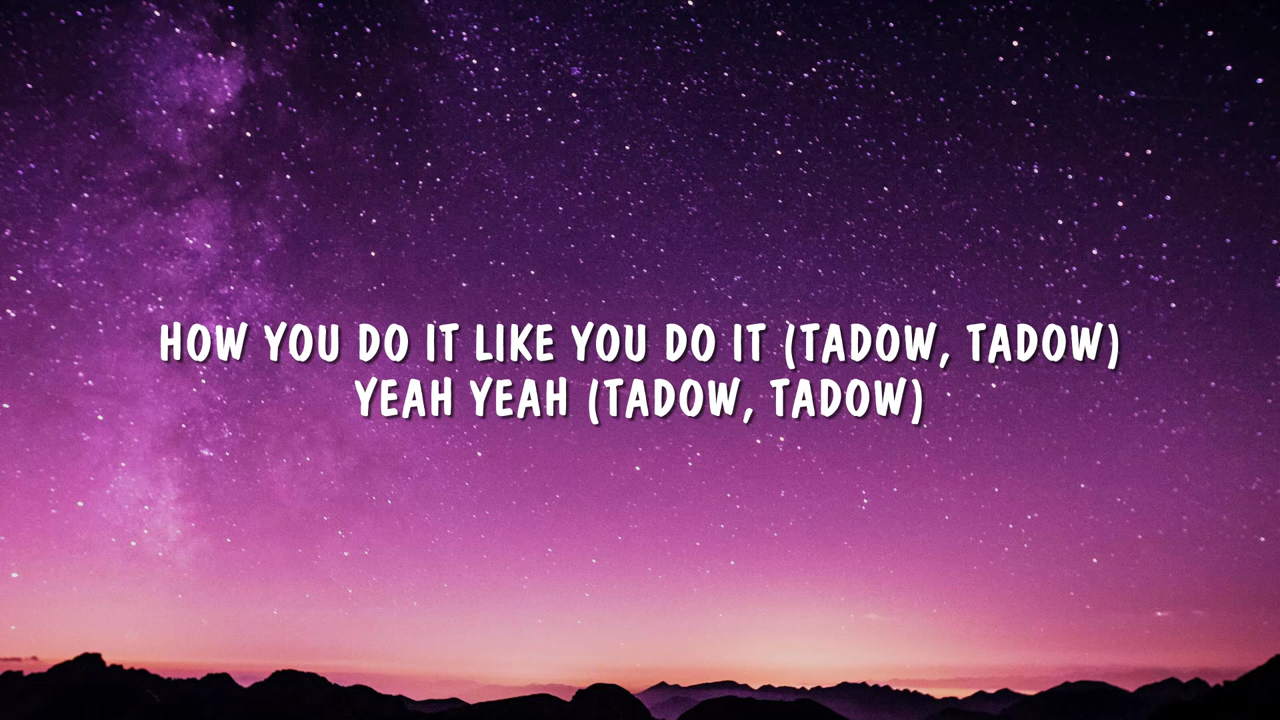 HOW YOU DO IT LIKE YOU DO IT (TADOW, TADOW)
YEAH YEAH (TADOW, TADOW)